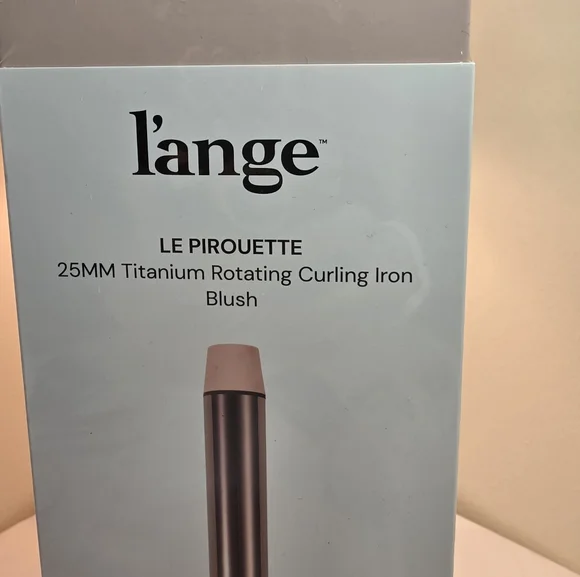 l'ange™
LE PIROUETTE
25MM Titanium Rotating Curling Iron
Blush